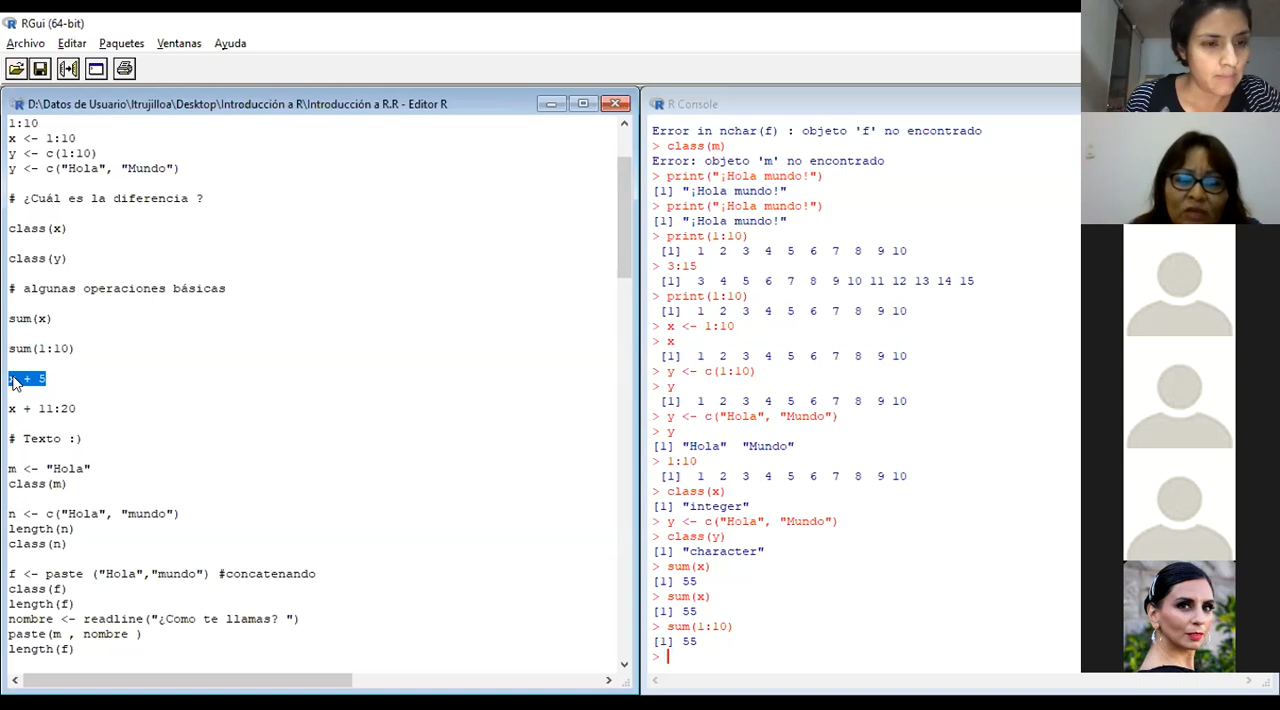 RGui (64-bit)
Archivo Editar Paquetes Ventanas Ayuda
D:\Datos de Usuario\ltrujilloa\Desktop\Introducción a R\Introducción a R.R - Editor R
1:10
x <- 1:10
y <- c(1:10)
y <- c("Hola", "Mundo")
# ¿Cuál es la diferencia ?
class(x)
class(y)
# algunas operaciones básicas
sum(x)
sum(1:10)
x + 5
x + 11:20
# Texto :)
m <- "Hola"
class(m)
n <- c("Hola", "mundo")
length(n)
class(n)
f <- paste ("Hola","mundo") #concatenando
class(f)
length(f)
nombre <- readline("¿Como te llamas? ")
paste(m , nombre )
length(f)
R Console
Error in nchar(f) : objeto 'f' no encontrado
> class(m)
Error: objeto 'm' no encontrado
> print("¡Hola mundo!")
[1] "¡Hola mundo!"
> print("¡Hola mundo!")
[1] "¡Hola mundo!"
> print(1:10)
[1] 1 2 3 4 5 6 7 8 9 10
> 3:15
[1] 3 4 5 6 7 8 9 10 11 12 13 14 15
> print(1:10)
[1] 1 2 3 4 5 6 7 8 9 10
> x <- 1:10
> x
[1] 1 2 3 4 5 6 7 8 9 10
> y <- c(1:10)
> y
[1] 1 2 3 4 5 6 7 8 9 10
> y <- c("Hola", "Mundo")
> y
[1] "Hola" "Mundo"
> 1:10
[1] 1 2 3 4 5 6 7 8 9 10
> class(x)
[1] "integer"
> y <- c("Hola", "Mundo")
> class(y)
[1] "character"
> sum(x)
[1] 55
> sum(x)
[1] 55
> sum(1:10)
[1] 55
>